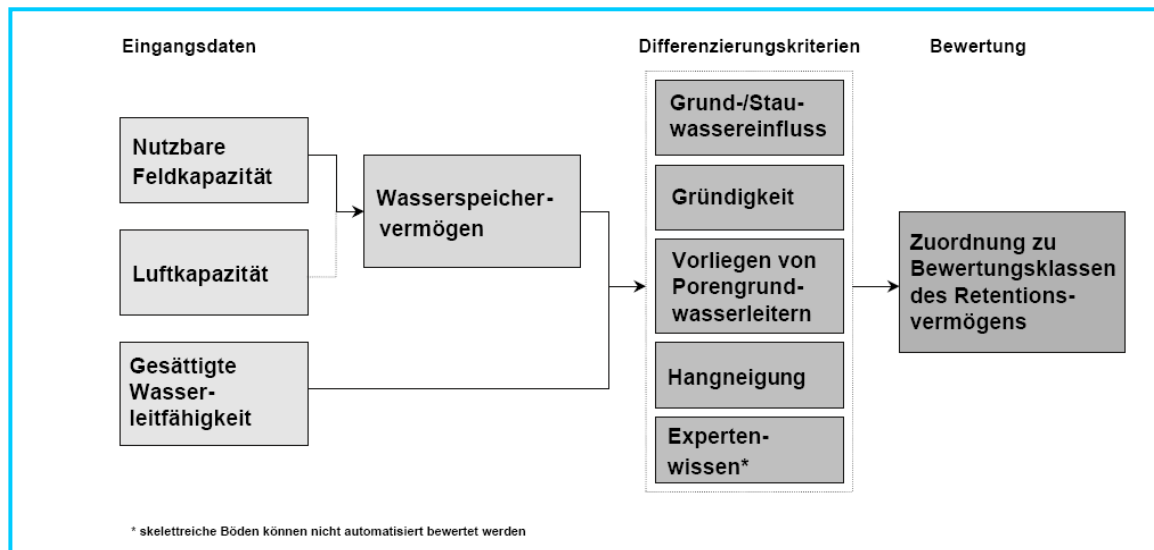 Eingangsdaten
Differenzierungskriterien
Bewertung
Nutzbare
Feldkapazität
Luftkapazität
Gesättigte
Wasser-
leitfähigkeit
Wasserspeicher-
vermögen
Grund-/Stau-
wassereinfluss
Gründigkeit
Vorliegen von
Porengrund-
wasserleitern
Hangneigung
Experten-
wissen*
Zuordnung zu
Bewertungsklassen
des Retentions-
vermögens
* skelettreiche Böden können nicht automatisiert bewertet werden